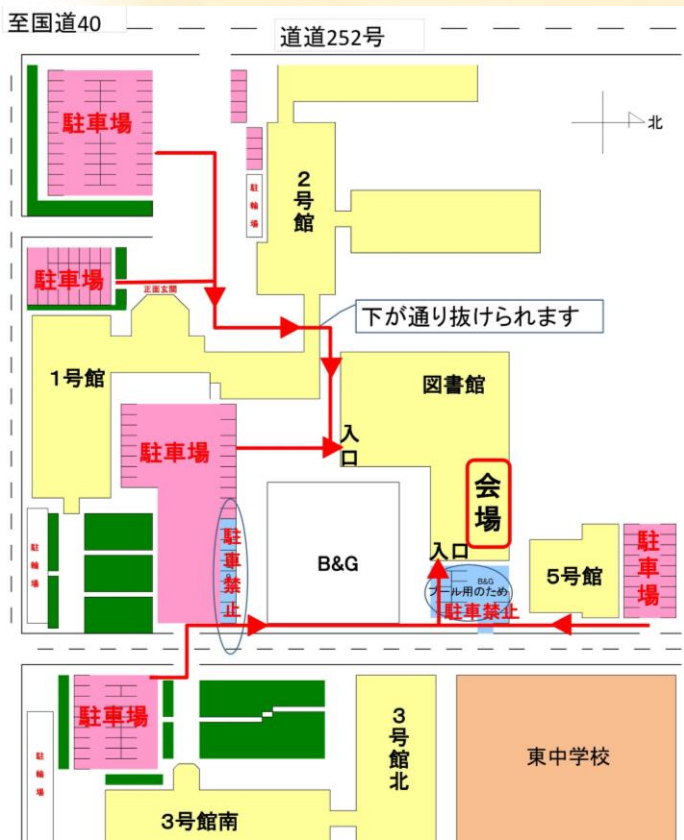 至国道40
道道252号
駐車場
北
2号館
駐輪場
駐車場
正面玄関
下が通り抜けられます
1号館
図書館
入口
駐車場
会場
駐車禁止
入口
B&G
B&G
プール用のため
駐車禁止
5号館
駐車場
駐輪場
駐車場
3号館北
東中学校
駐輪場
3号館南